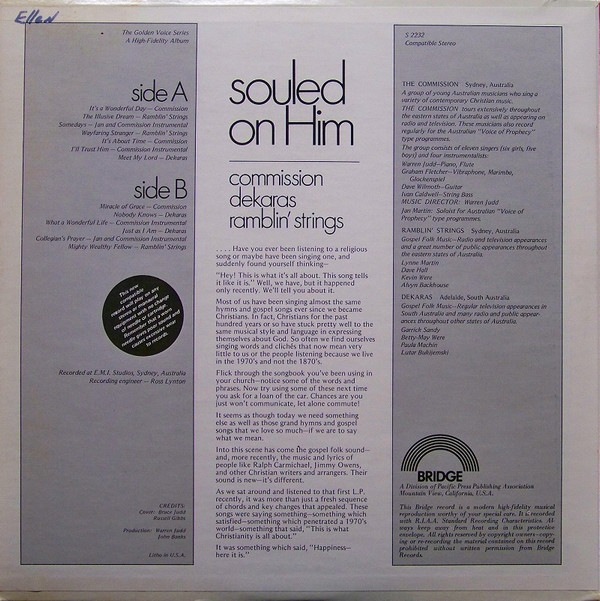 Ellen
The Golden Voice Series
A High-Fidelity Album
side A
It's a Wonderful Day — Commission
The Illusive Dream — Ramblin' Strings
Somedays — Jan and Commission Instrumental
Wayfaring Stranger — Ramblin' Strings
It's About Time — Commission
I'll Trust Him — Commission Instrumental
Meet My Lord — Dekaras
side B
Miracle of Grace — Commission
Nobody Knows — Dekaras
What a Wonderful Life — Commission Instrumental
Just as I Am — Dekaras
Collegian's Prayer — Jan and Commission Instrumental
Mighty Wealthy Fellow — Ramblin' Strings
This new
compatible
record will play on any
Recorded at E.M.I. Studios, Sydney, Australia
Recording engineer — Ross Lynton
CREDITS:
Cover: Bruce Judd
Russell Gibbs
Production: Warren Judd
John Banks
Litho in U.S.A.
souled
on Him
commission
dekaras
ramblin' strings
. . . . Have you ever been listening to a religious
song or maybe have been singing one, and
suddenly found yourself thinking—
"Hey! This is what it's all about. This song tells
it like it is." Well, we have, but it happened
only recently. We'll tell you about it.
Most of us have been singing almost the same
hymns and gospel songs ever since we became
Christians. In fact, Christians for the past
hundred years or so have stuck pretty well to the
same musical style and language in expressing
themselves about God. So often we find ourselves
singing words and clichés that now mean very
little to us or the people listening because we live
in the 1970's and not the 1870's.
Flick through the songbook you've been using in
your church—notice some of the words and
phrases. Now try using some of these next time
you ask for a loan of the car. Chances are you
just won't communicate, let alone commute!
It seems as though today we need something
else as well as those grand hymns and gospel
songs that we love so much—if we are to say
what we mean.
Into this scene has come the gospel folk sound—
and, more recently, the music and lyrics of
people like Ralph Carmichael, Jimmy Owens,
and other Christian writers and arrangers. Their
sound is new—it's different.
As we sat around and listened to that first L.P.
recently, it was more than just a fresh sequence
of chords and key changes that appealed. These
songs were saying something—something which
satisfied—something which penetrated a 1970's
world—something that said, "This is what
Christianity is all about."
It was something which said, "Happiness—
here it is."
S 2232
Compatible Stereo
THE COMMISSION Sydney, Australia
A group of young Australian musicians who sing a
variety of contemporary Christian music.
THE COMMISSION tours extensively throughout
the eastern states of Australia as well as appearing on
radio and television. These musicians also record
regularly for the Australian "Voice of Prophecy"
type programmes.
The group consists of eleven singers (six girls, five
boys) and four instrumentalists:
Warren Judd—Piano, Flute
Graham Fletcher—Vibraphone, Marimba,
Glockenspiel
Dave Wilmoth—Guitar
Juan Caldwell—String Bass
MUSIC DIRECTOR: Warren Judd
Jan Martin: Soloist for Australian "Voice of
Prophecy" type programmes.
RAMBLIN' STRINGS Sydney, Australia
Gospel Folk Music—Radio and television appearances
and a great number of public appearances throughout
the eastern states of Australia.
Lynne Martin
Dave Hall
Kevin Were
Alvyn Backhouse
DEKARAS Adelaide, South Australia
Gospel Folk Music—Regular television appearances in
South Australia and many radio and public appear-
ances throughout other states of Australia.
Garrick Sandy
Betty-May Were
Paula Machin
Lutar Bialjiemski
BRIDGE
A Division of Pacific Press Publishing Association
Mountain View, California, U.S.A.
This Bridge record is a modern high-fidelity musical
reproduction worthy of your special care. It is recorded
with R.I.A.A. Standard Recording Characteristics. Al-
ways keep away from heat and in this protective
envelope. All rights reserved by copyright owners—copy-
ing or re-recording the material contained on this record
prohibited without written permission from Bridge
Records.